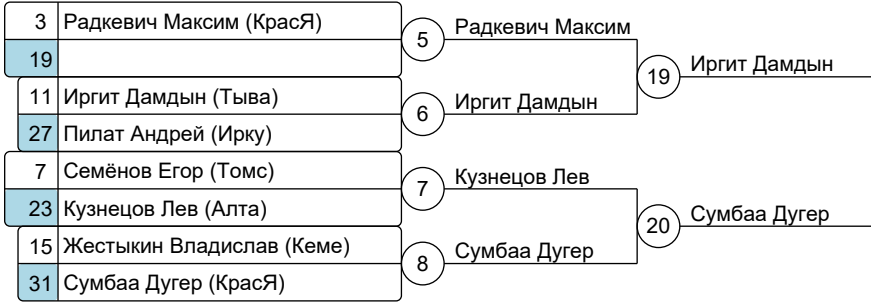 3 Радкевич Максим (КрасЯ)
5 Радкевич Максим
19
19 Иргит Дамдын
11 Иргит Дамдын (Тыва)
6 Иргит Дамдын
27 Пилат Андрей (Ирку)
7 Семёнов Егор (Томс)
7 Кузнецов Лев
23 Кузнецов Лев (Алта)
20 Сумбаа Дугер
15 Жестыкин Владислав (Кеме)
8 Сумбаа Дугер
31 Сумбаа Дугер (КрасЯ)